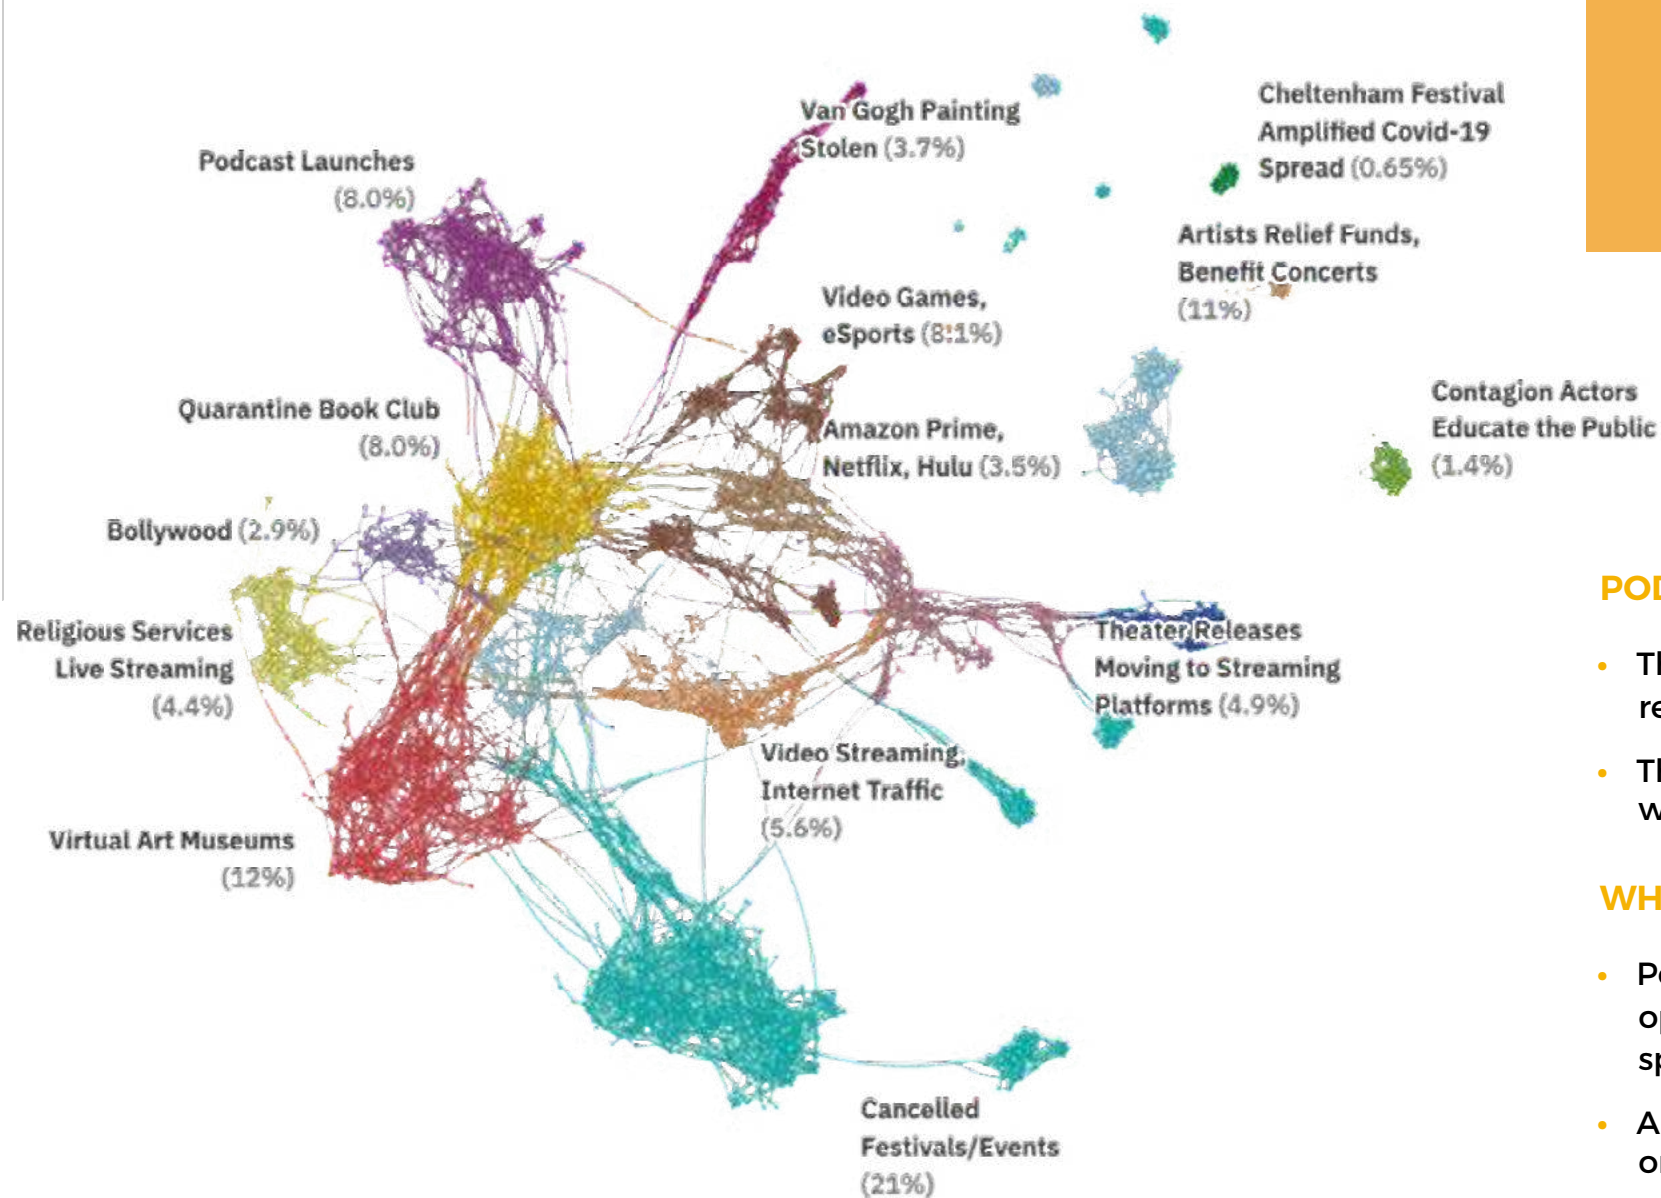 Van Gogh Painting
Stolen (3.7%)
Cheltenham Festival
Amplified Covid-19
Spread (0.65%)
Podcast Launches
(8.0%)
Artists Relief Funds,
Benefit Concerts
(11%)
Video Games,
eSports (8.1%)
Quarantine Book Club
(8.0%)
Amazon Prime,
Netflix, Hulu (3.5%)
Contagion Actors
Educate the Public
(1.4%)
Bollywood (2.9%)
Religious Services
Live Streaming
(4.4%)
Theater Releases
Moving to Streaming
Platforms (4.9%)
Video Streaming,
Internet Traffic
(5.6%)
Virtual Art Museums
(12%)
Cancelled
Festivals/Events
(21%)